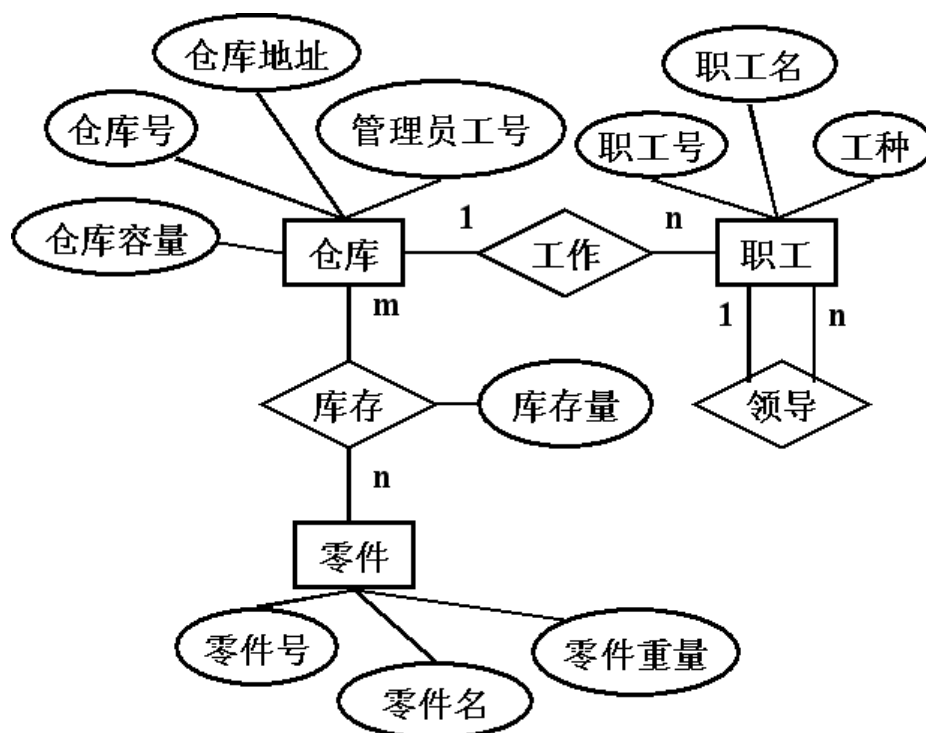 仓库地址
职工名
仓库号
管理员工号
职工号
工种
仓库容量
仓库
1
工作
n
职工
m
1
n
库存
库存量
领导
n
零件
零件号
零件名
零件重量